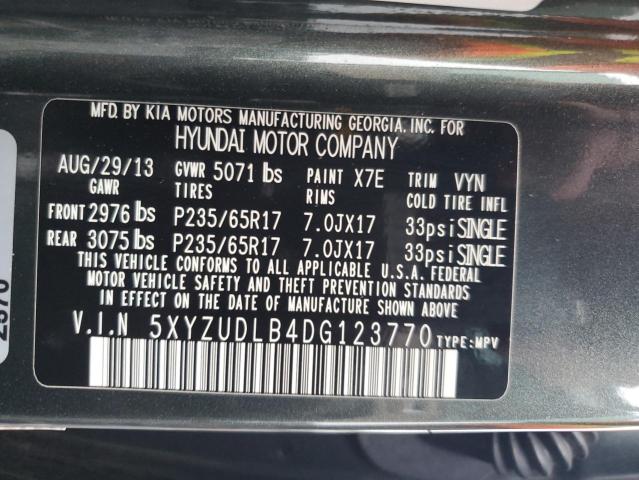 MFD. BY KIA MOTORS MANUFACTURING GEORGIA, INC. FOR
HYUNDAI MOTOR COMPANY
AUG/29/13 GVWR 5071 lbs PAINT X7E TRIM VYN
GAWR TIRES RIMS COLD TIRE INFL
FRONT 2976 lbs P235/65R17 7.0JX17 33psi SINGLE
REAR 3075 lbs P235/65R17 7.0JX17 33psi SINGLE
THIS VEHICLE CONFORMS TO ALL APPLICABLE U.S.A. FEDERAL
MOTOR VEHICLE SAFETY AND THEFT PREVENTION STANDARDS
IN EFFECT ON THE DATE OF MANUFACTURE SHOWN ABOVE.
V.I.N 5XYZUDLB4DG123770 TYPE:MPV